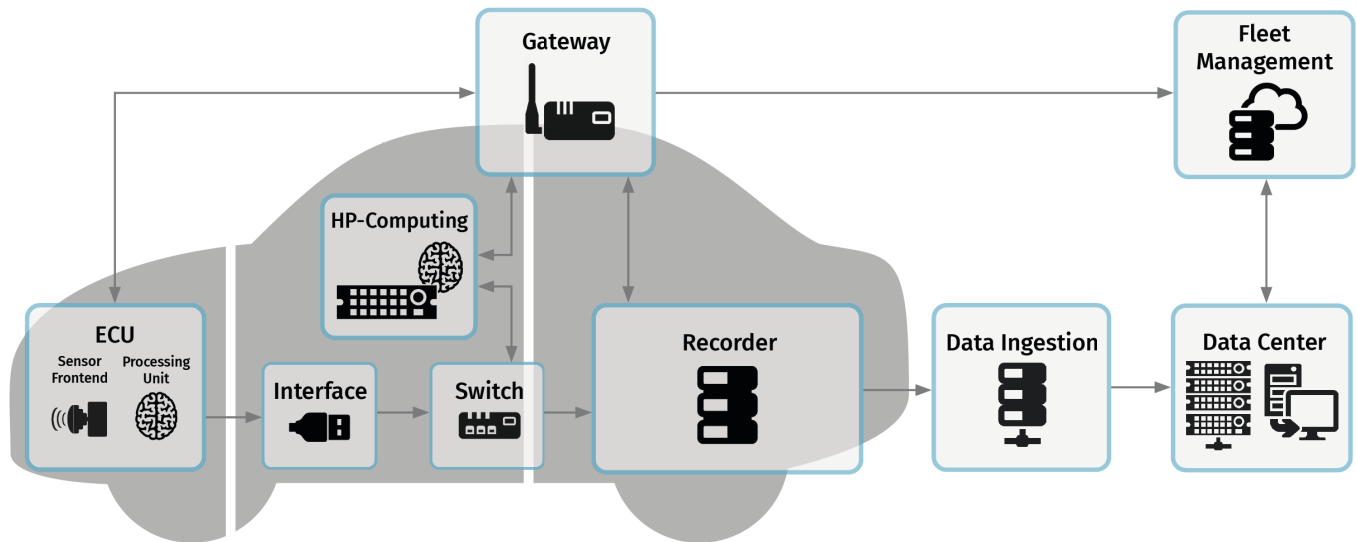 Gateway
Fleet
Management
HP-Computing
ECU
Sensor
Frontend
Processing
Unit
Interface
Switch
Recorder
Data Ingestion
Data Center